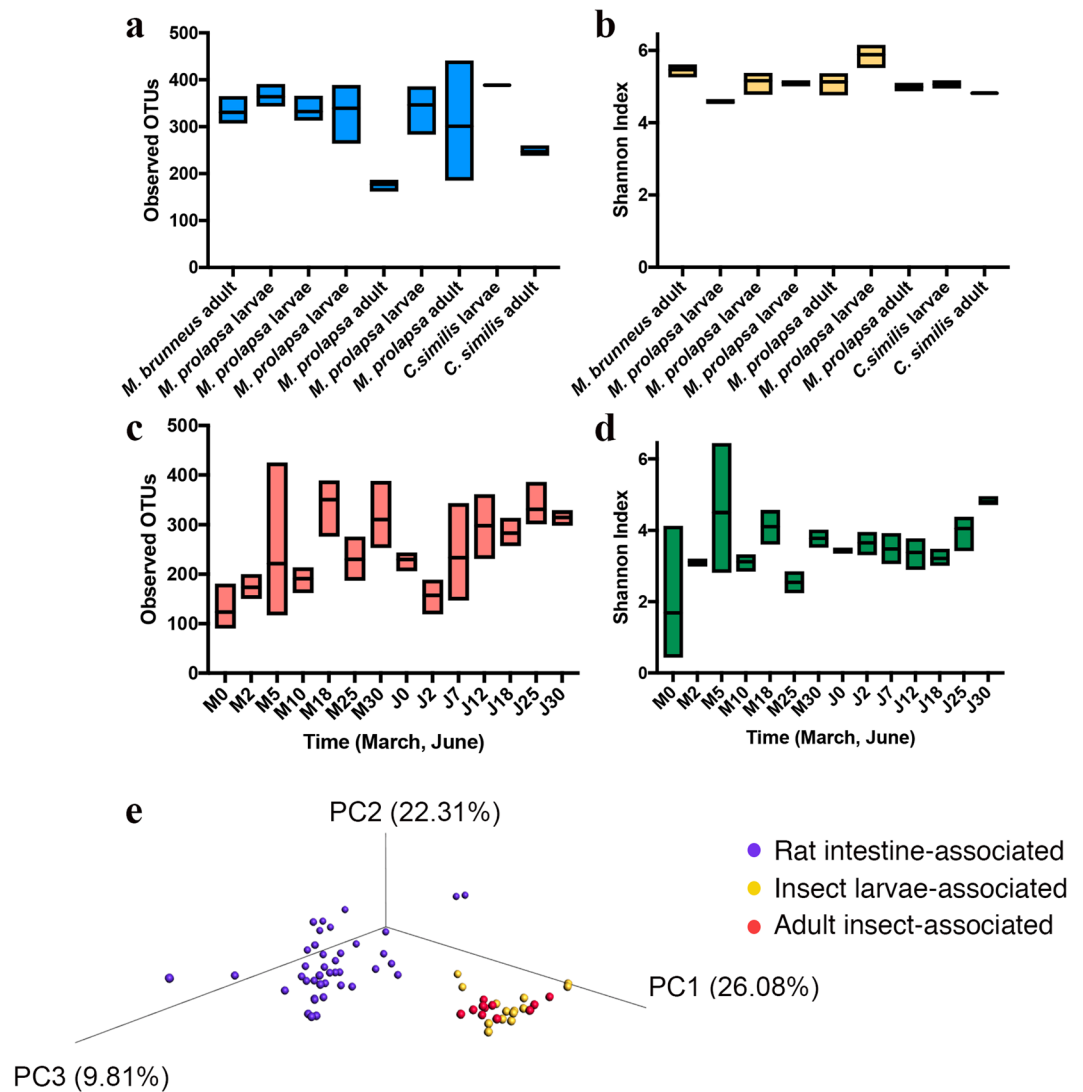 a
500
400
300
200
100
0
Observed OTUs
M. brunneus adult
M. prolapsa larvae
M. prolapsa larvae
M. prolapsa larvae
M. prolapsa adult
M. prolapsa larvae
M. prolapsa adult
C.similis larvae
C. similis adult
b
6
4
2
0
Shannon Index
M. brunneus adult
M. prolapsa larvae
M. prolapsa larvae
M. prolapsa larvae
M. prolapsa adult
M. prolapsa larvae
M. prolapsa adult
C.similis larvae
C. similis adult
c
500
400
300
200
100
0
Observed OTUs
M0 M2 M5 M10 M18 M25 M30 J0 J2 J7 J12 J18 J25 J30
Time (March, June)
d
6
4
2
0
Shannon Index
M0 M2 M5 M10 M18 M25 M30 J0 J2 J7 J12 J18 J25 J30
Time (March, June)
e
PC2 (22.31%)
PC1 (26.08%)
PC3 (9.81%)
Rat intestine-associated
Insect larvae-associated
Adult insect-associated